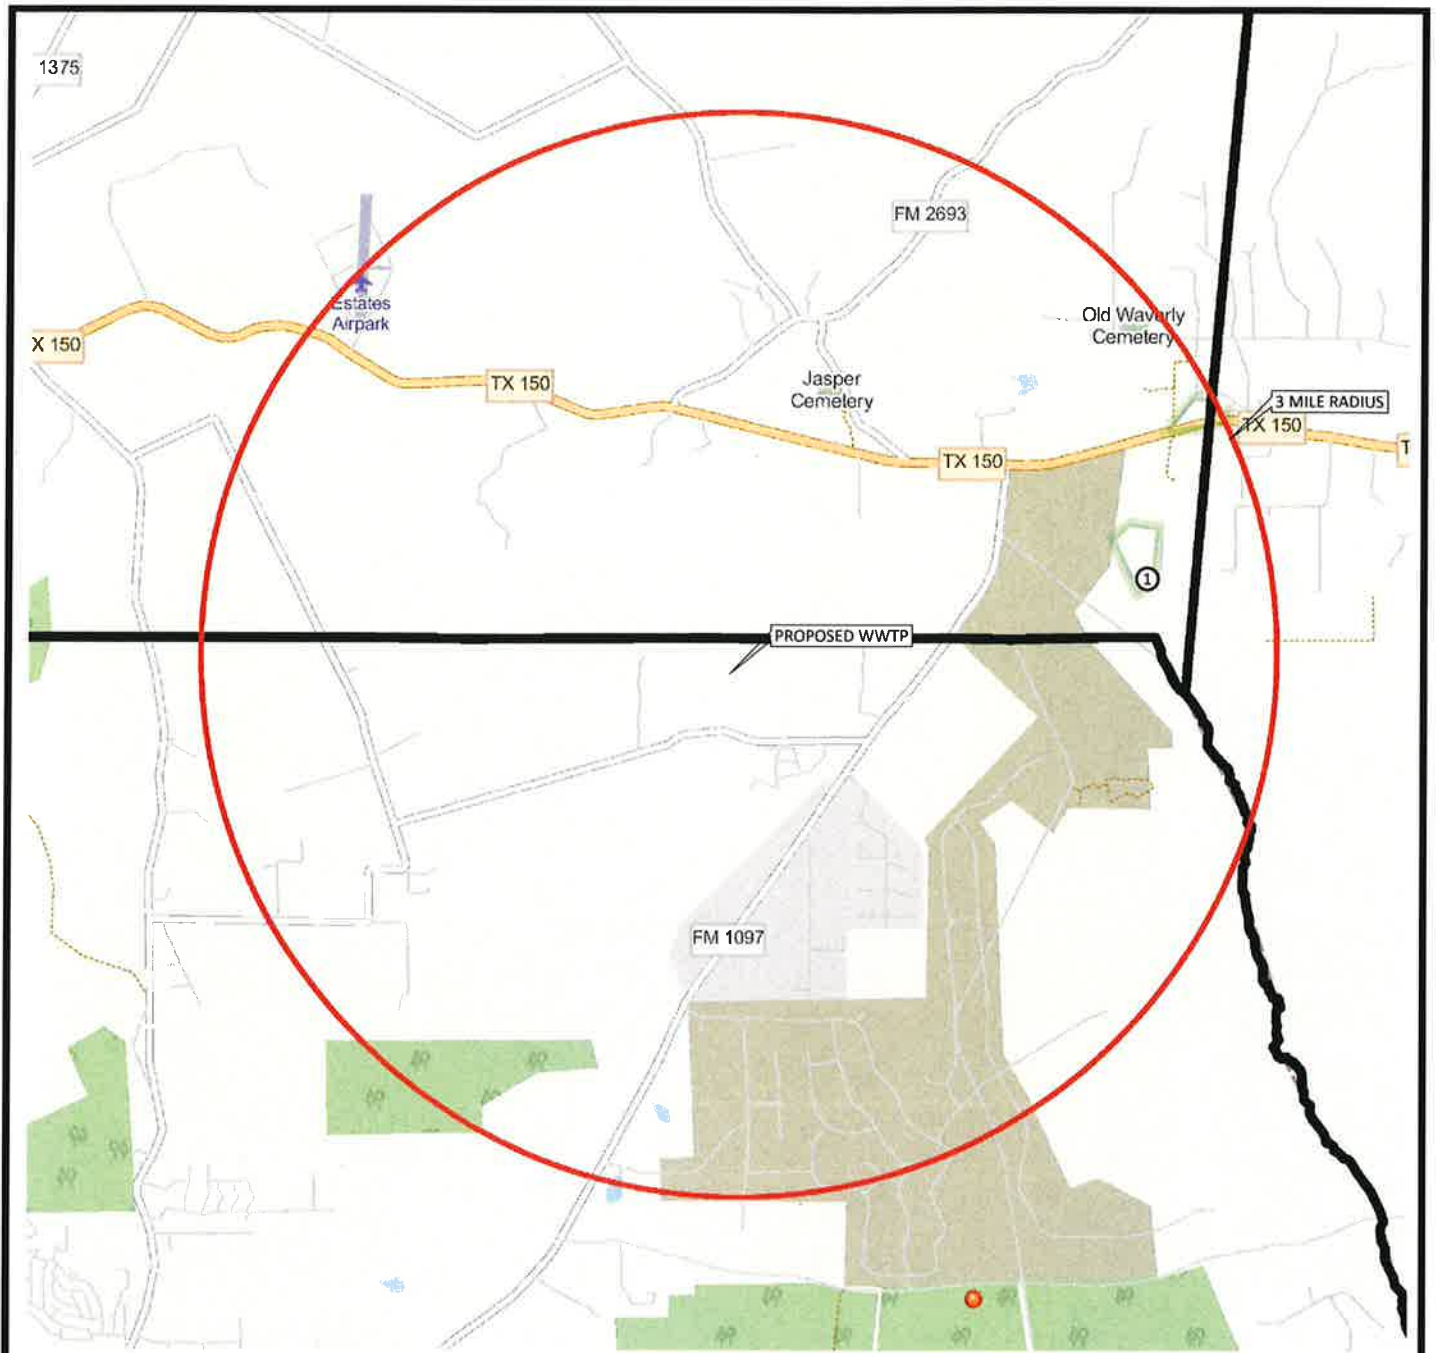 1375
FM 2693
Estates
Airpark
Old Waverly
Cemetery
X 150
TX 150
Jasper
Cemetery
3 MILE RADIUS
TX 150
TX 150
T
1
PROPOSED WWTP
FM 1097